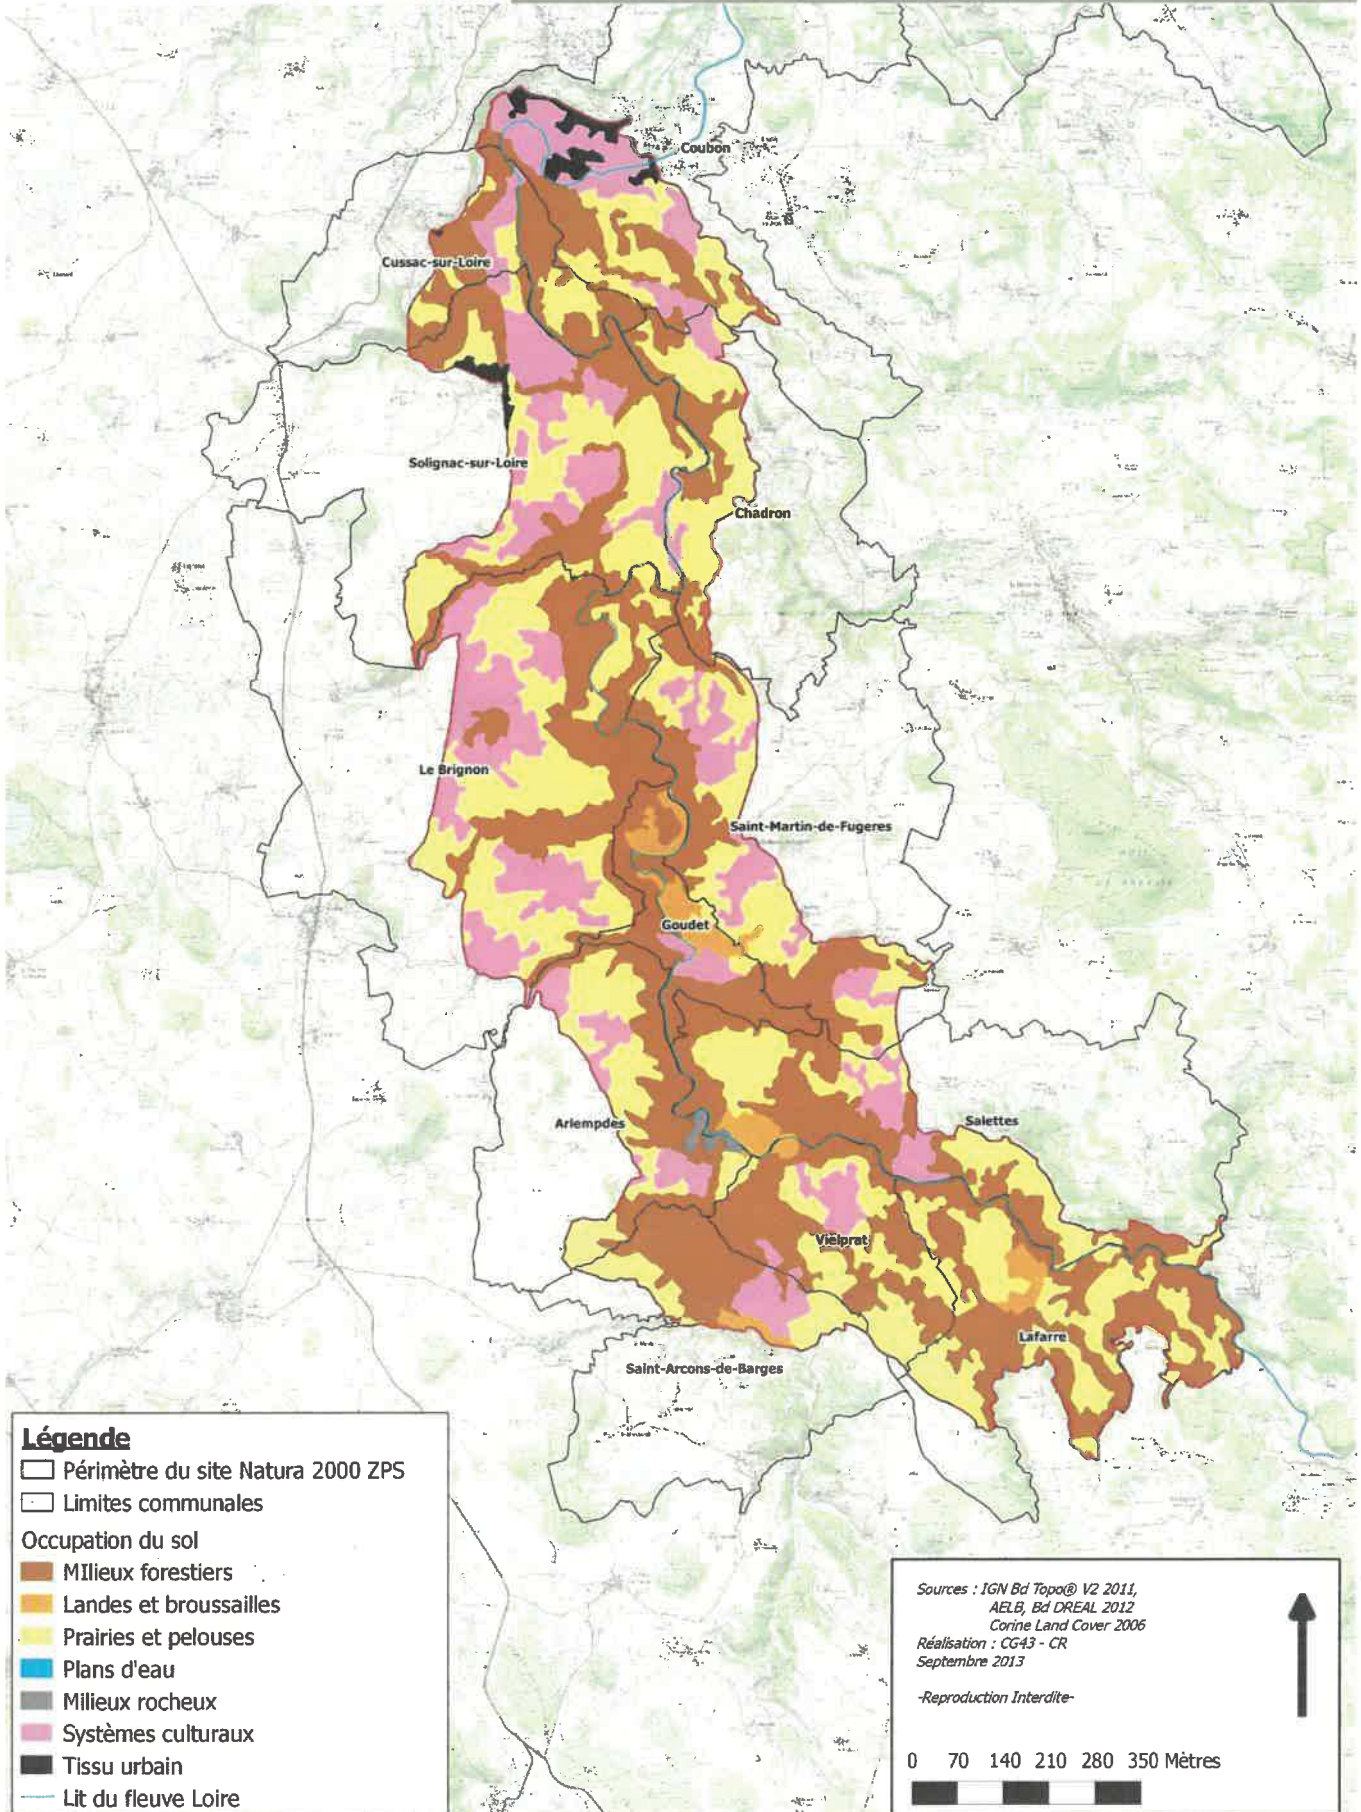 Coubon
Cussac-sur-Loire
Solignac-sur-Loire
Chadron
Le Brignon
Saint-Martin-de-Fugeres
Goudet
Arlempdes
Salettes
Vielprat
Lafarre
Saint-Arcons-de-Barges
Légende
Périmètre du site Natura 2000 ZPS
Limites communales
Occupation du sol
MIlieux forestiers
Landes et broussailles
Prairies et pelouses
Plans d'eau
Milieux rocheux
Systèmes culturaux
Tissu urbain
Lit du fleuve Loire
Sources : IGN Bd Topo® V2 2011,
AELB, Bd DREAL 2012
Corine Land Cover 2006
Réalisation : CG43 - CR
Septembre 2013
-Reproduction Interdite-
0 70 140 210 280 350 Mètres